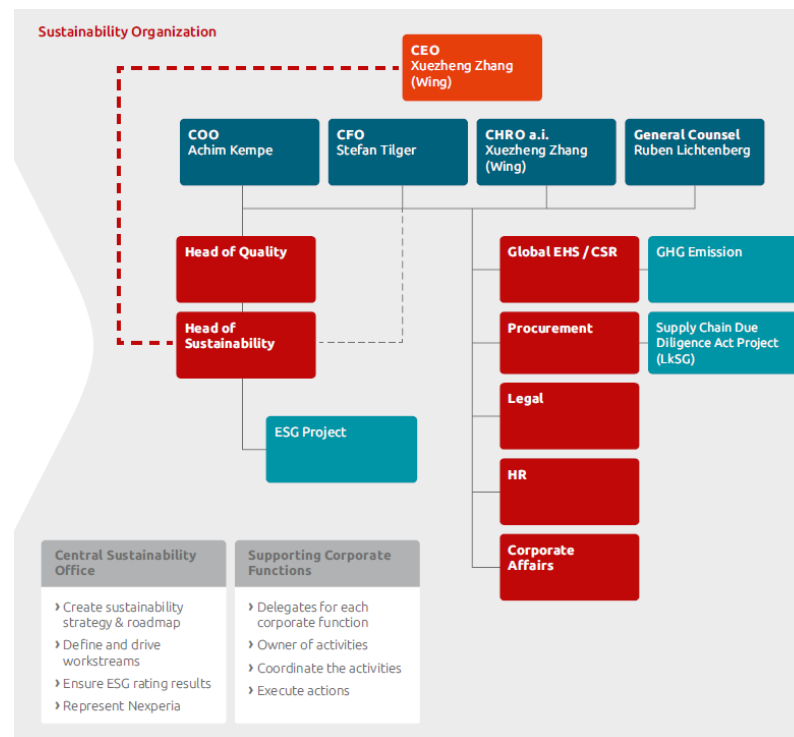 Sustainability Organization
CEO
Xuezheng Zhang
(Wing)
COO
Achim Kempe
CFO
Stefan Tilger
CHRO a.i.
Xuezheng Zhang
(Wing)
General Counsel
Ruben Lichtenberg
Head of Quality
Global EHS / CSR
GHG Emission
Head of
Sustainability
Procurement
Supply Chain Due
Diligence Act Project
(LkSG)
Legal
ESG Project
HR
Corporate
Affairs
Central Sustainability
Office
› Create sustainability
strategy & roadmap
› Define and drive
workstreams
› Ensure ESG rating results
› Represent Nexperia
Supporting Corporate
Functions
› Delegates for each
corporate function
› Owner of activities
› Coordinate the activities
› Execute actions